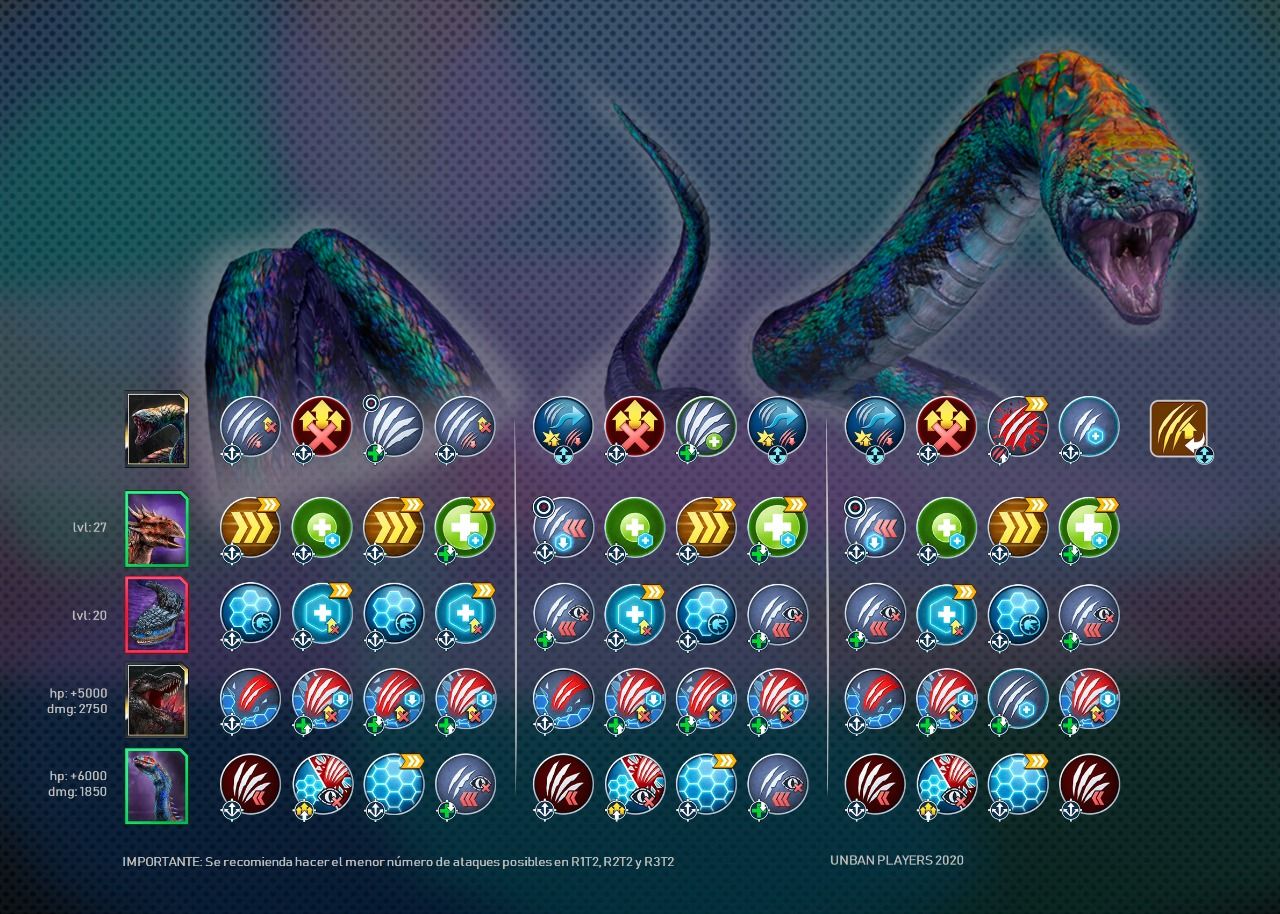 lvl: 27
lvl: 20
hp: +5000
dmg: 2750
hp: +6000
dmg: 1850
IMPORTANTE: Se recomienda hacer el menor número de ataques posibles en R1T2, R2T2 y R3T2
UNBAN PLAYERS 2020